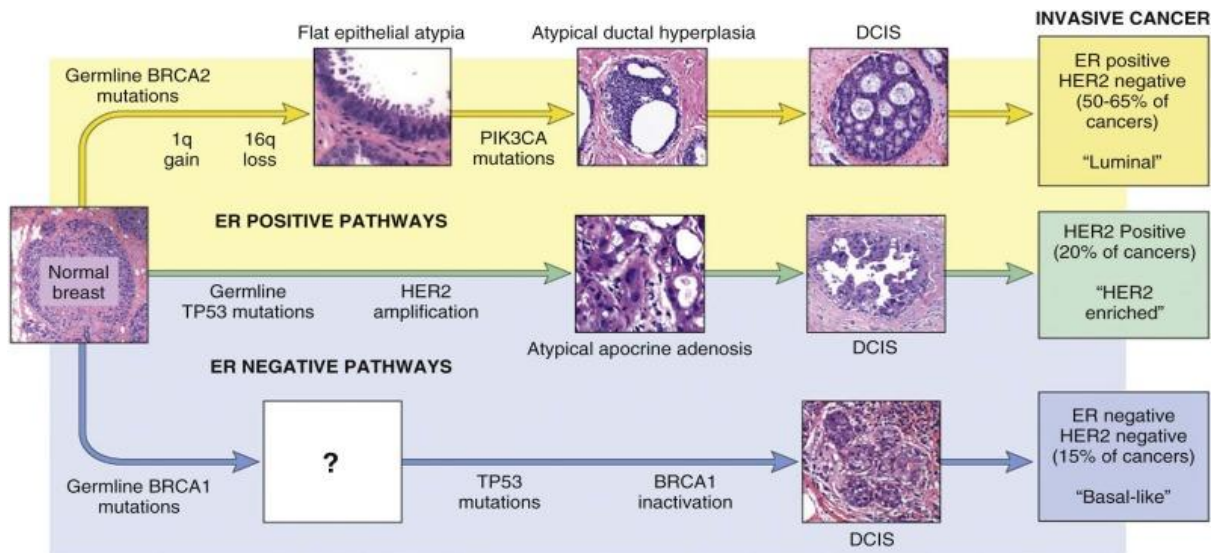 INVASIVE CANCER
Flat epithelial atypia
Atypical ductal hyperplasia
DCIS
Germline BRCA2
mutations
1q
gain
16q
loss
PIK3CA
mutations
ER positive
HER2 negative
(50-65% of
cancers)
“Luminal”
ER POSITIVE PATHWAYS
Normal
breast
Germline
TP53 mutations
HER2
amplification
Atypical apocrine adenosis
DCIS
HER2 Positive
(20% of cancers)
“HER2
enriched”
ER NEGATIVE PATHWAYS
Germline BRCA1
mutations
?
TP53
mutations
BRCA1
inactivation
DCIS
ER negative
HER2 negative
(15% of cancers)
“Basal-like”